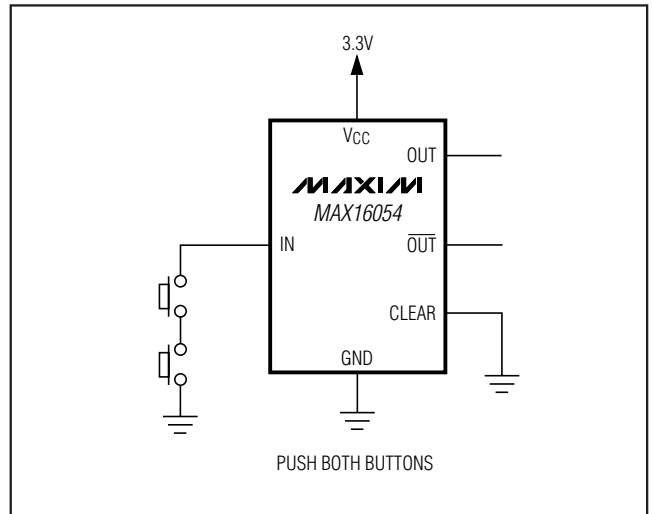 3.3V
VCC
OUT
MAXIM
MAX16054
IN
OUT
CLEAR
GND
PUSH BOTH BUTTONS